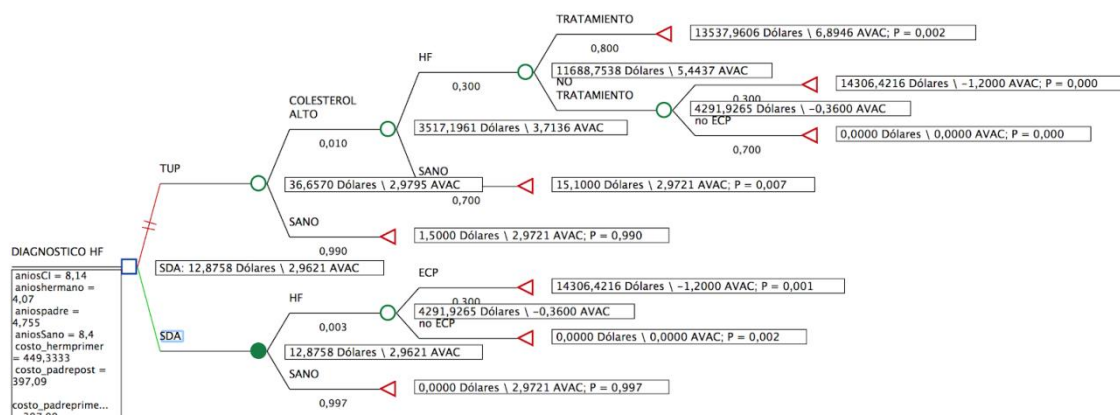 TRATAMIENTO
13537,9606 Dólares \ 6,8946 AVAC; P = 0,002
0,800
HF
11688,7538 Dólares \ 5,4437 AVAC
NO
TRATAMIENTO
0,300
14306,4216 Dólares \ -1,2000 AVAC; P = 0,000
0,300
4291,9265 Dólares \ -0,3600 AVAC
no ECP
0,0000 Dólares \ 0,0000 AVAC; P = 0,000
0,700
COLESTEROL
ALTO
3517,1961 Dólares \ 3,7136 AVAC
0,010
SANO
15,1000 Dólares \ 2,9721 AVAC; P = 0,007
0,700
TUP
36,6570 Dólares \ 2,9795 AVAC
SANO
1,5000 Dólares \ 2,9721 AVAC; P = 0,990
0,990
DIAGNOSTICO HF
SDA: 12,8758 Dólares \ 2,9621 AVAC
aniosCI = 8,14
anioshermano =
4,07
aniospadre =
4,755
aniosSano = 8,4
costo_hermprimer
= 449,3333
costo_padrepost =
397,09
costo_padreprime...
SDA
ECP
14306,4216 Dólares \ -1,2000 AVAC; P = 0,001
0,300
HF
4291,9265 Dólares \ -0,3600 AVAC
no ECP
0,003
0,0000 Dólares \ 0,0000 AVAC; P = 0,002
12,8758 Dólares \ 2,9621 AVAC
SANO
0,0000 Dólares \ 2,9721 AVAC; P = 0,997
0,997